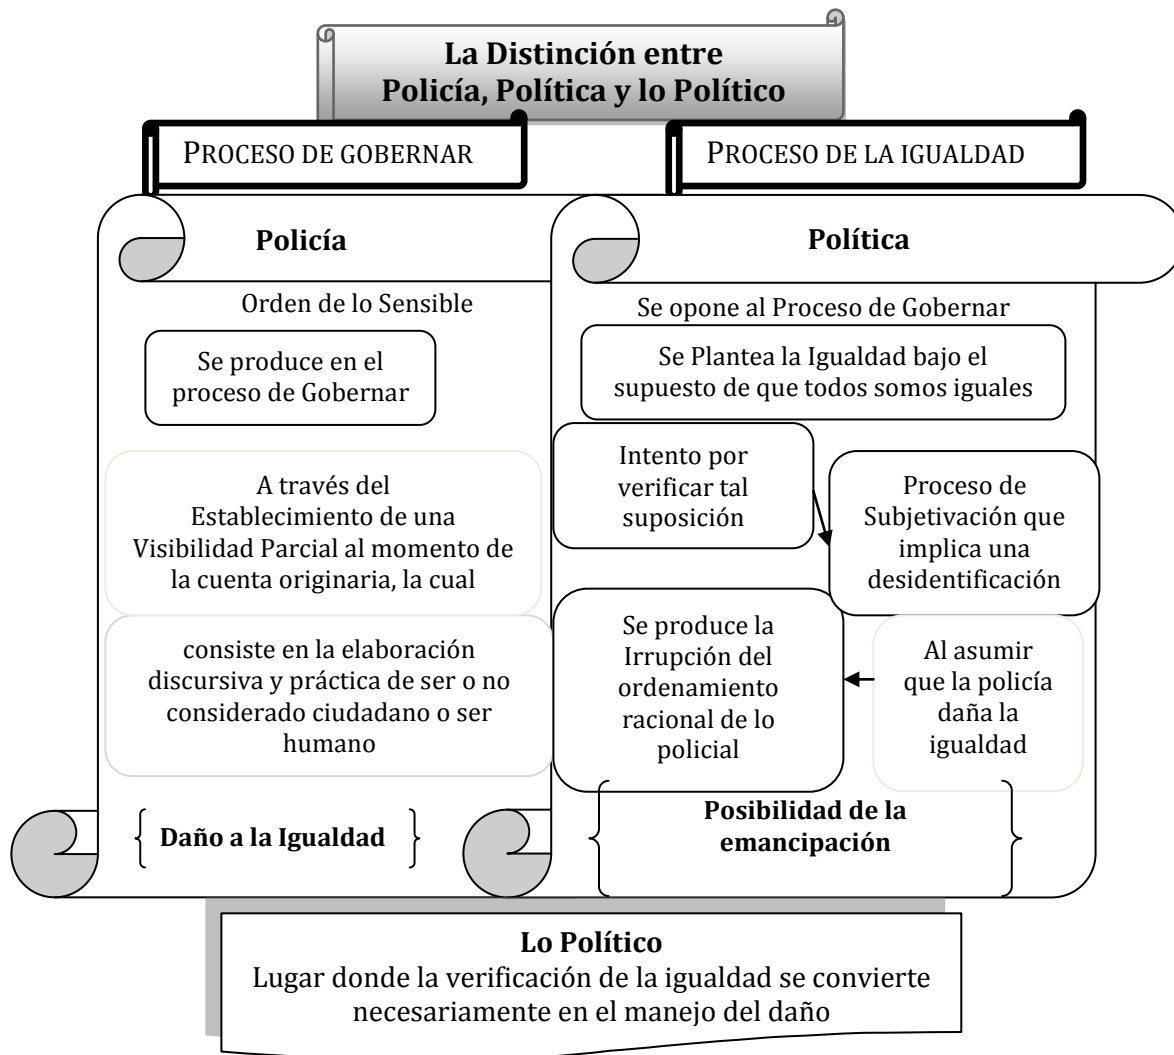 La Distinción entre
Policía, Política y lo Político
PROCESO DE GOBERNAR
PROCESO DE LA IGUALDAD
Policía
Orden de lo Sensible
Se produce en el
proceso de Gobernar
A través del
Establecimiento de una
Visibilidad Parcial al momento de
la cuenta originaria, la cual
consiste en la elaboración
discursiva y práctica de ser o no
considerado ciudadano o ser
humano
Daño a la Igualdad
Política
Se opone al Proceso de Gobernar
Se Plantea la Igualdad bajo el
supuesto de que todos somos iguales
Intento por
verificar tal
suposición
Proceso de
Subjetivación que
implica una
desidentificación
Al asumir
que la policía
daña la
igualdad
Se produce la
Irrupción del
ordenamiento
racional de lo
policial
Posibilidad de la
emancipación
Lo Político
Lugar donde la verificación de la igualdad se convierte
necesariamente en el manejo del daño